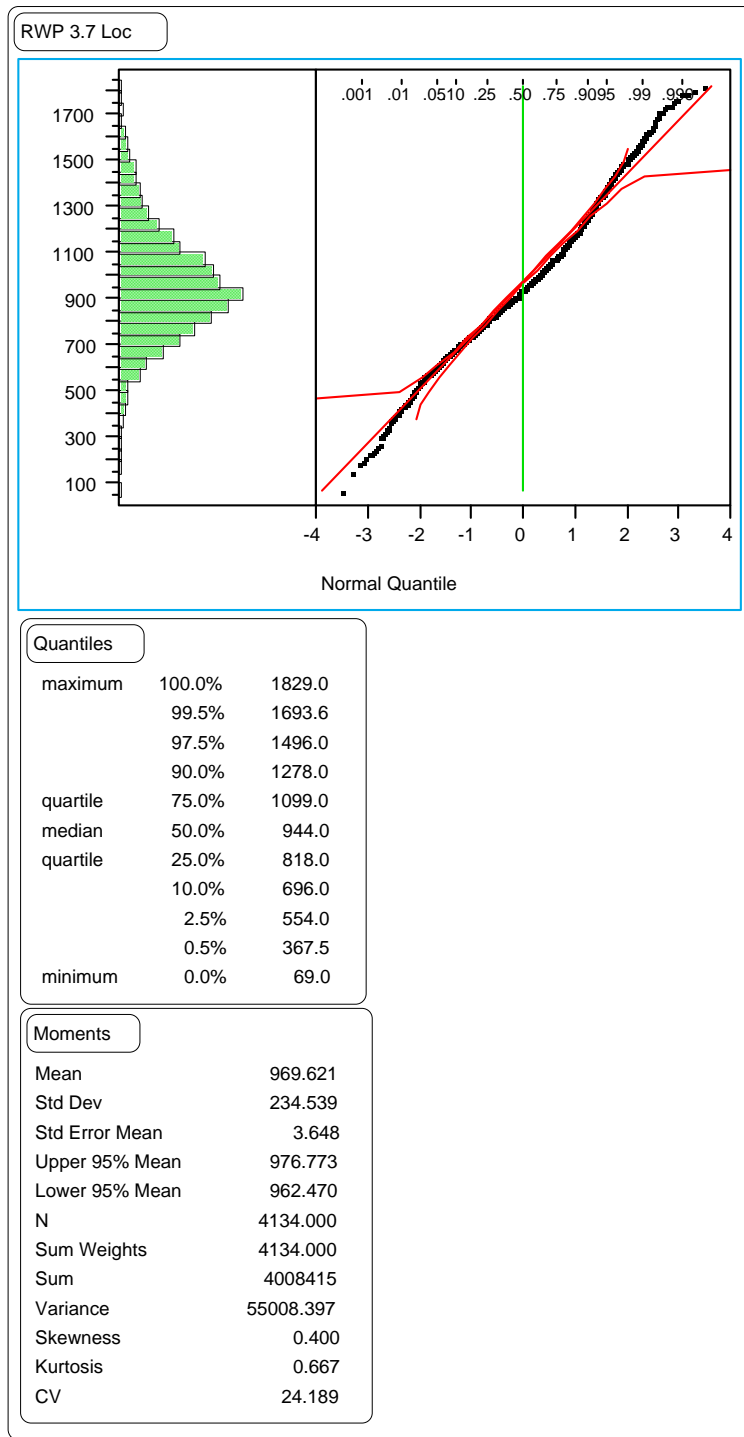 RWP 3.7 Loc
.001 .01 .05 .10 .25 .50 .75 .90 .95 .99 .999
1700
1500
1300
1100
900
700
500
300
100
-4 -3 -2 -1 0 1 2 3 4
Normal Quantile
Quantiles
maximum 100.0% 1829.0
99.5% 1693.6
97.5% 1496.0
90.0% 1278.0
quartile 75.0% 1099.0
median 50.0% 944.0
quartile 25.0% 818.0
10.0% 696.0
2.5% 554.0
0.5% 367.5
minimum 0.0% 69.0
Moments
Mean 969.621
Std Dev 234.539
Std Error Mean 3.648
Upper 95% Mean 976.773
Lower 95% Mean 962.470
N 4134.000
Sum Weights 4134.000
Sum 4008415
Variance 55008.397
Skewness 0.400
Kurtosis 0.667
CV 24.189